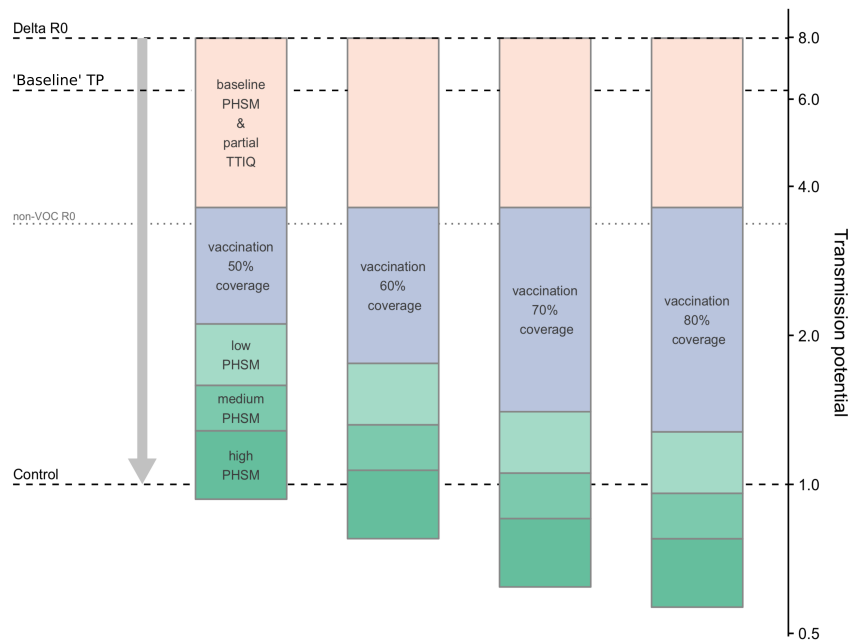 Delta R0
8.0
'Baseline' TP
6.0
baseline
PHSM
&
partial
TTIQ
4.0
non-VOC R0
Transmission potential
vaccination
50%
coverage
vaccination
60%
coverage
vaccination
70%
coverage
vaccination
80%
coverage
2.0
low
PHSM
medium
PHSM
high
PHSM
Control
1.0
0.5